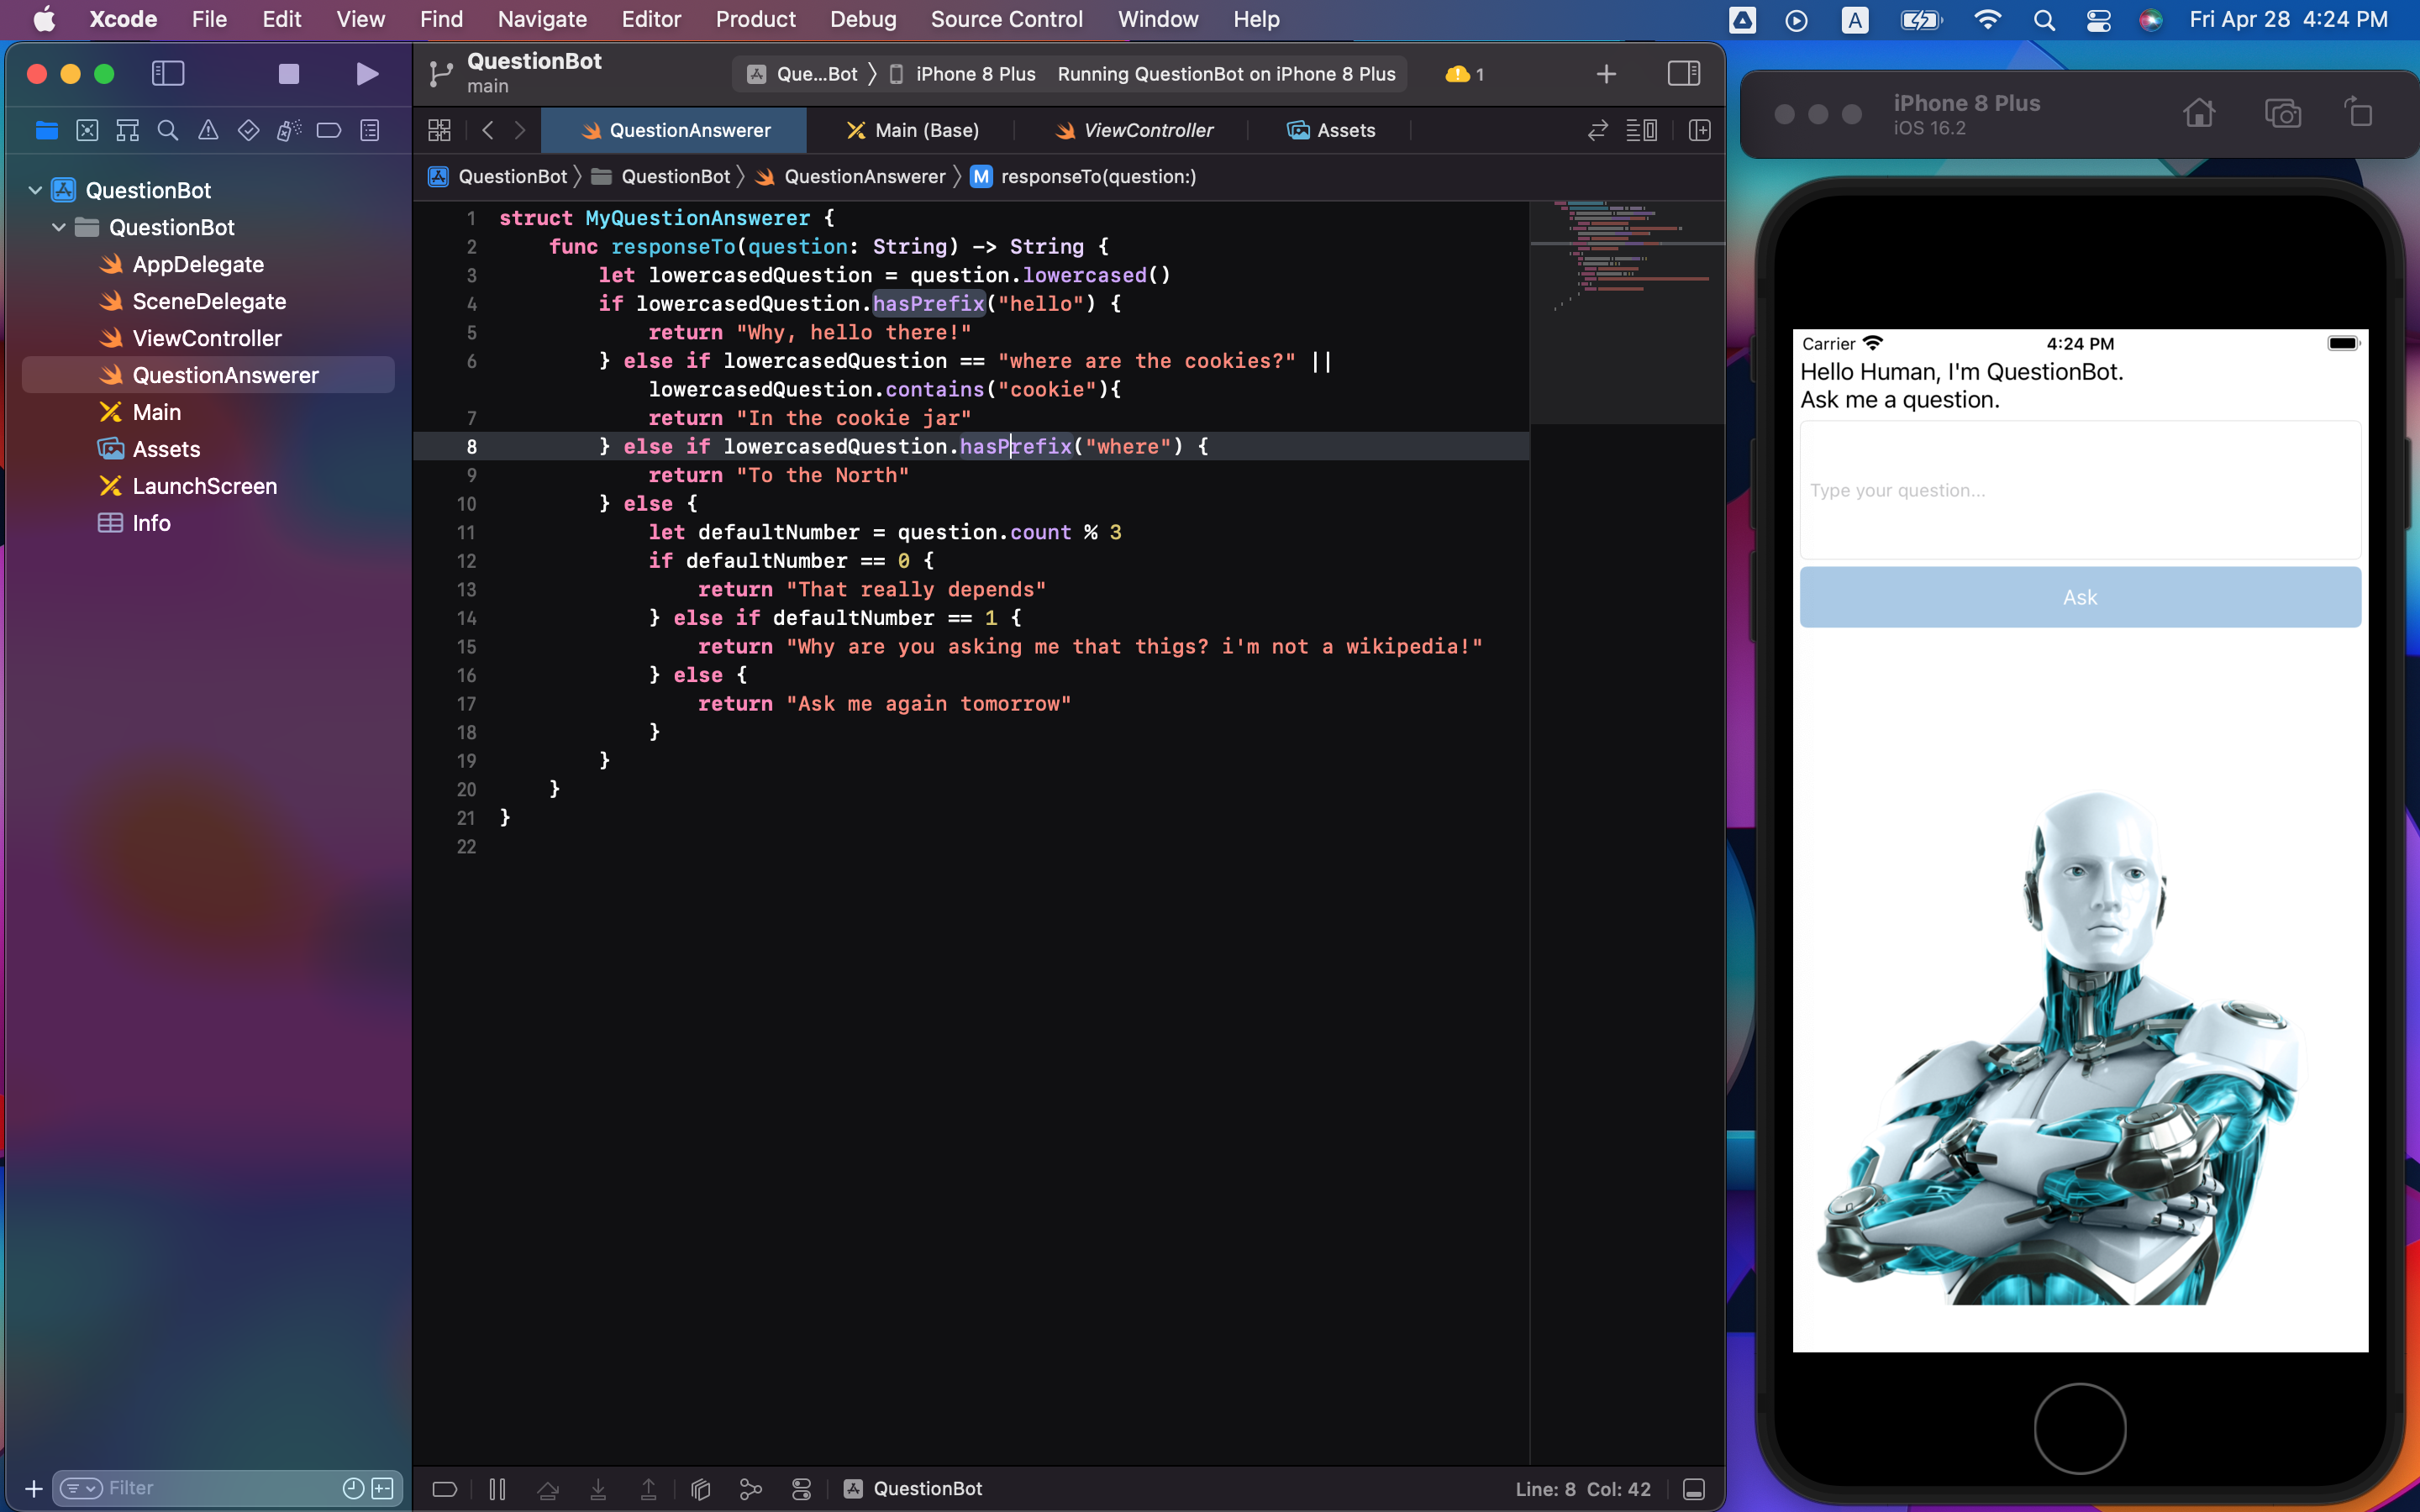 Xcode File Edit View Find Navigate Editor Product Debug Source Control Window Help
A
Fri Apr 28 4:24 PM
QuestionBot
main
Que...Bot
iPhone 8 Plus
Running QuestionBot on iPhone 8 Plus
1
QuestionAnswerer
Main (Base)
ViewController
Assets
QuestionBot
QuestionBot
QuestionAnswerer
M responseTo(question:)
QuestionBot
QuestionBot
AppDelegate
SceneDelegate
ViewController
QuestionAnswerer
Main
Assets
LaunchScreen
Info
1 struct MyQuestionAnswerer {
2 func responseTo(question: String) -> String {
3 let lowercasedQuestion = question.lowercased()
4 if lowercasedQuestion.hasPrefix("hello") {
5 return "Why, hello there!"
6 } else if lowercasedQuestion == "where are the cookies?" ||
lowercasedQuestion.contains("cookie"){
7 return "In the cookie jar"
8 } else if lowercasedQuestion.hasPrefix("where") {
9 return "To the North"
10 } else {
11 let defaultNumber = question.count % 3
12 if defaultNumber == 0 {
13 return "That really depends"
14 } else if defaultNumber == 1 {
15 return "Why are you asking me that thigs? i'm not a wikipedia!"
16 } else {
17 return "Ask me again tomorrow"
18 }
19 }
20 }
21 }
22
Filter
QuestionBot
Line: 8 Col: 42
iPhone 8 Plus
iOS 16.2
Carrier
4:24 PM
Hello Human, I'm QuestionBot.
Ask me a question.
Type your question...
Ask